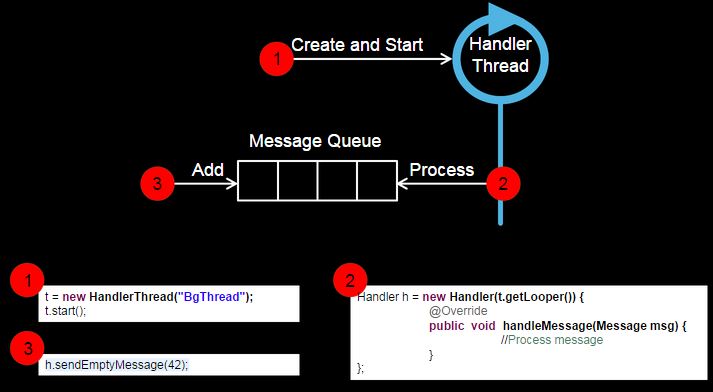 Create and Start
1
Handler
Thread
Message Queue
3
Add
Process
2
1
t = new HandlerThread("BgThread");
t.start();
3
h.sendEmptyMessage(42);
2
Handler h = new Handler(t.getLooper()) {
@Override
public void handleMessage(Message msg) {
//Process message
}
};